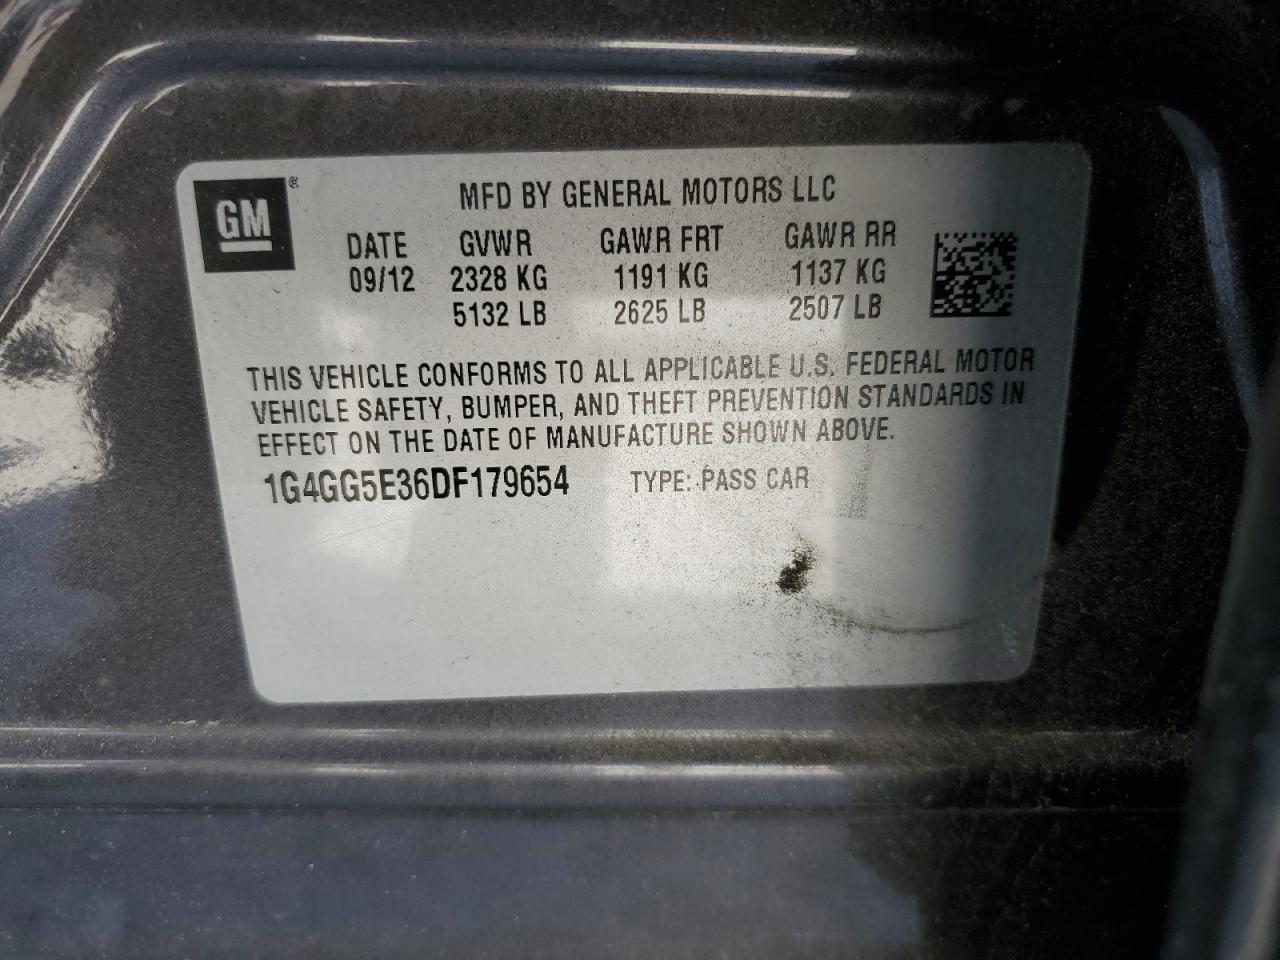 GM ®
MFD BY GENERAL MOTORS LLC
DATE GVWR GAWR FRT GAWR RR
09/12 2328 KG 1191 KG 1137 KG
5132 LB 2625 LB 2507 LB
THIS VEHICLE CONFORMS TO ALL APPLICABLE U.S. FEDERAL MOTOR
VEHICLE SAFETY, BUMPER, AND THEFT PREVENTION STANDARDS IN
EFFECT ON THE DATE OF MANUFACTURE SHOWN ABOVE.
1G4GG5E36DF179654 TYPE: PASS CAR